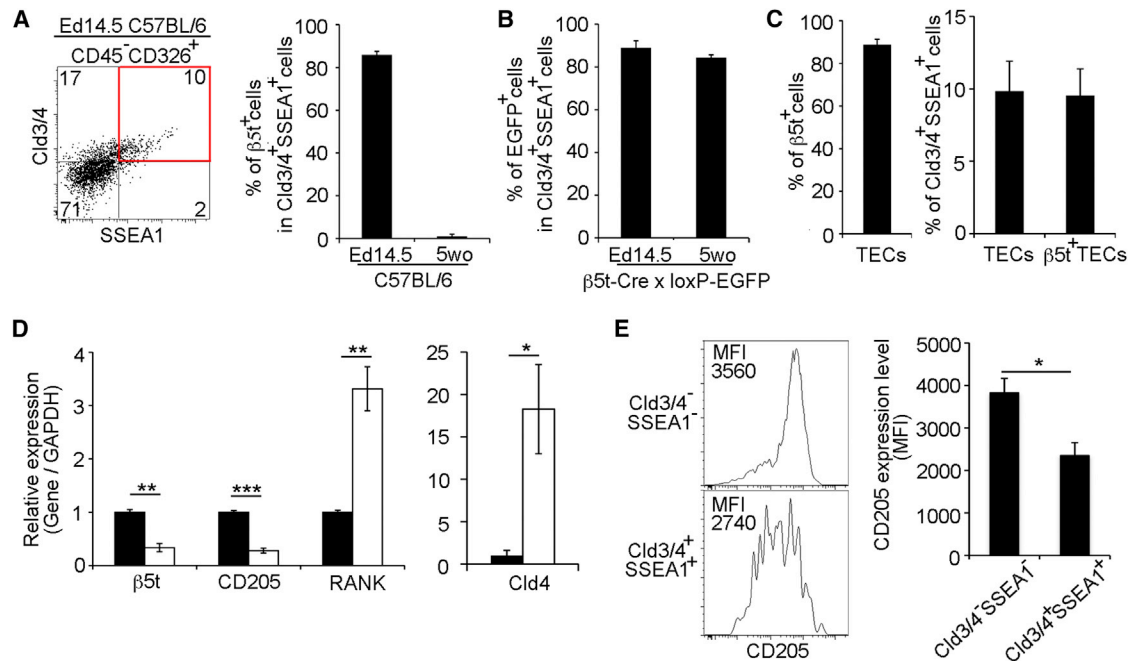 A
Ed14.5 C57BL/6
CD45⁻ CD326⁺
17
10
71
2
Cld3/4
SSEA1
% of β5t⁺ cells
in Cld3/4⁺ SSEA1⁺ cells
100
80
60
40
20
0
Ed14.5 5wo
C57BL/6
B
% of EGFP⁺ cells
in Cld3/4⁺ SSEA1⁺ cells
100
80
60
40
20
0
Ed14.5 5wo
β5t-Cre x loxP-EGFP
C
% of β5t⁺ cells
100
80
60
40
20
0
TECs
% of Cld3/4⁺ SSEA1⁺ cells
15
10
5
0
TECs β5t⁺TECs
D
Relative expression
(Gene / GAPDH)
4
3
2
1
0
**
***
**
β5t CD205 RANK
25
20
15
10
5
0
*
Cld4
E
Cld3/4⁻
SSEA1⁻
MFI
3560
Cld3/4⁺
SSEA1⁺
MFI
2740
CD205
CD205 expression level
(MFI)
5000
4000
3000
2000
1000
0
*
Cld3/4⁻SSEA1⁻
Cld3/4⁺SSEA1⁺